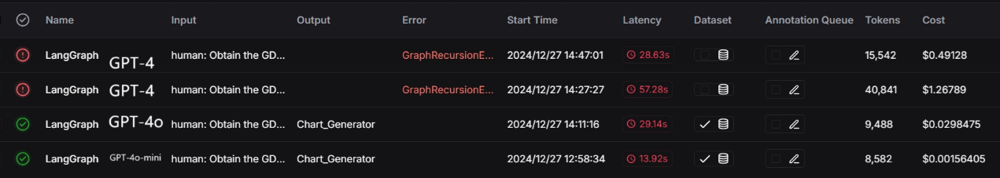 Name Input Output Error Start Time Latency Dataset Annotation Queue Tokens Cost
LangGraph GPT-4 human: Obtain the GD... GraphRecursionE... 2024/12/27 14:47:01 28.63s 15,542 $0.49128
LangGraph GPT-4 human: Obtain the GD... GraphRecursionE... 2024/12/27 14:27:27 57.28s 40,841 $1.26789
LangGraph GPT-4o human: Obtain the GD... Chart_Generator 2024/12/27 14:11:16 29.14s 9,488 $0.0298475
LangGraph GPT-4o-mini human: Obtain the GD... Chart_Generator 2024/12/27 12:58:34 13.92s 8,582 $0.00156405